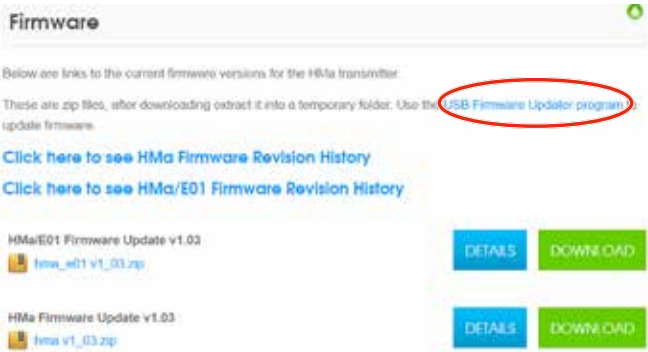 Firmware
Below are links to the current firmware versions for the HMa transmitter.
These are zip files, after downloading extract it into a temporary folder. Use the USB Firmware Updater program to
update firmware.
Click here to see HMa Firmware Revision History
Click here to see HMa/E01 Firmware Revision History
HMa/E01 Firmware Update v1.03
DETAILS DOWNLOAD
hma_e01 v1_03.zip
HMa Firmware Update v1.03
DETAILS DOWNLOAD
hma v1_03.zip